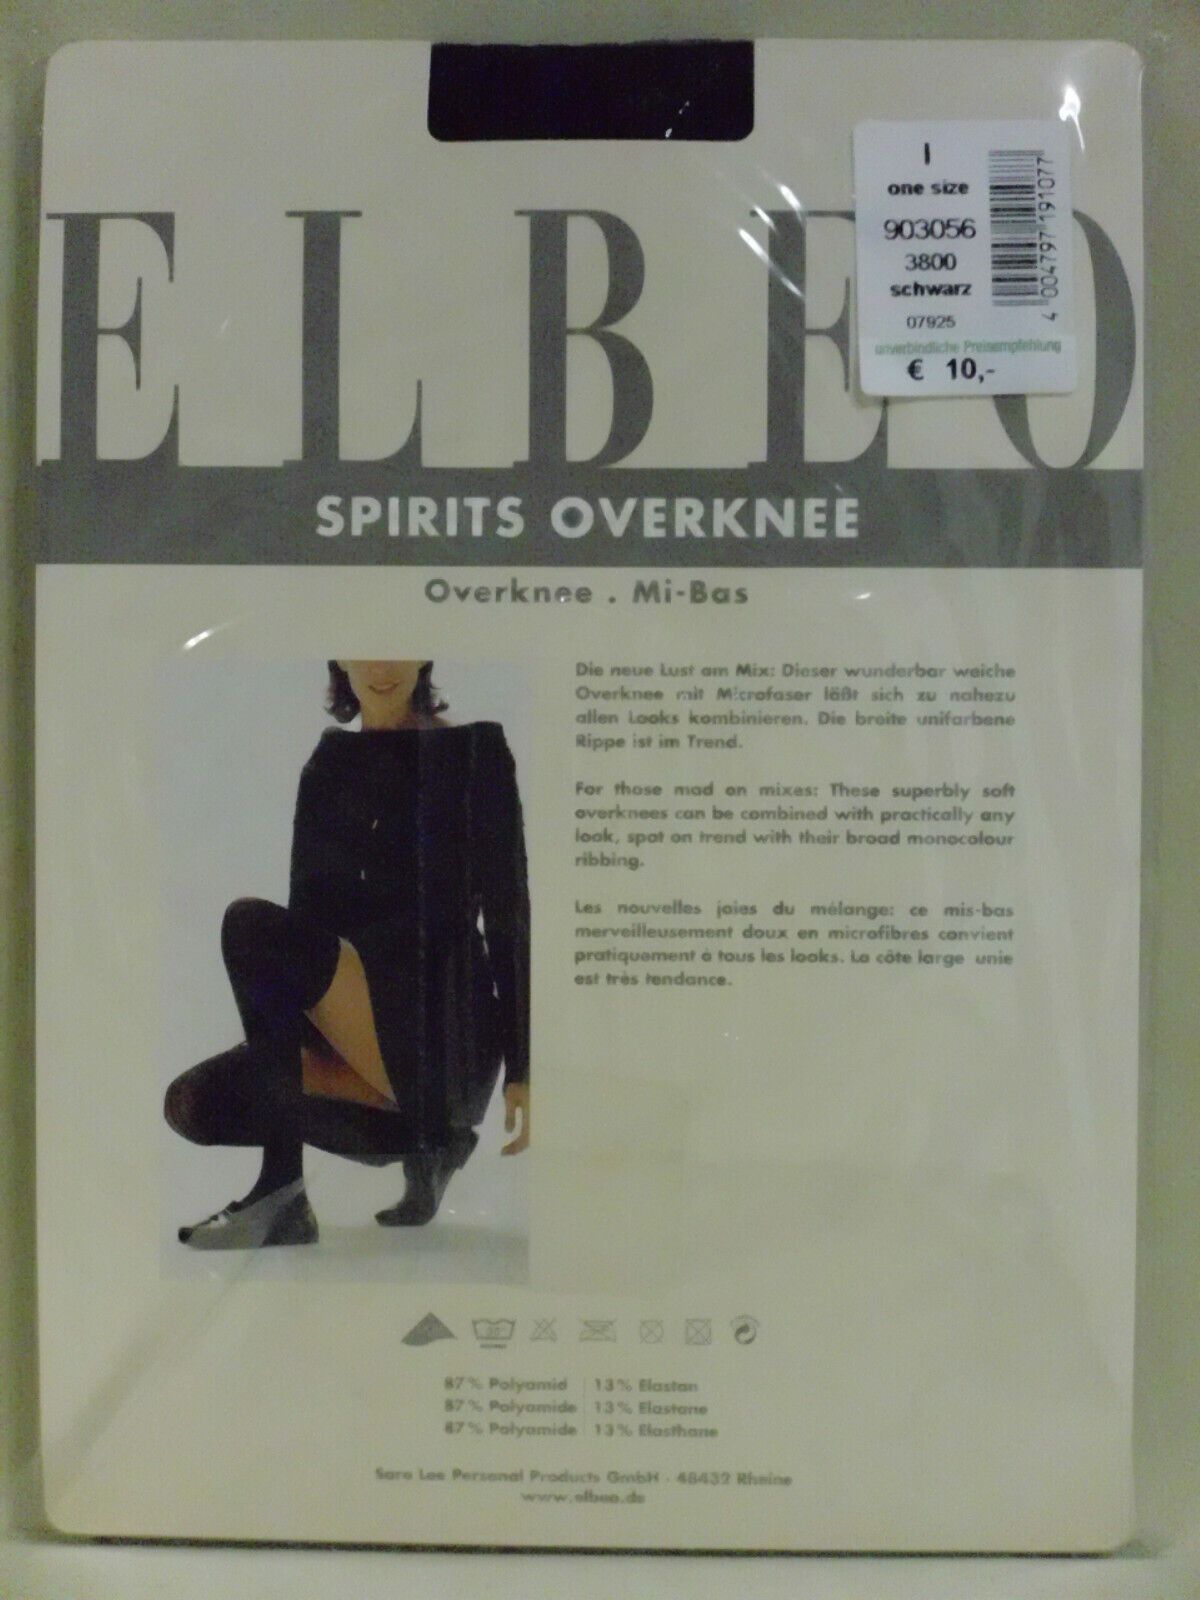 ELBEO
I
one size
903056
3800
schwarz
07925
unverbindliche Preisempfehlung
€ 10,-
4 004797 191077
SPIRITS OVERKNEE
Overknee . Mi-Bas
Die neue Lust am Mix: Dieser wunderbar weiche
Overknee mit Microfaser läßt sich zu nahezu
allen Looks kombinieren. Die breite unifarbene
Rippe ist im Trend.
For those mad on mixes: These superbly soft
overknees can be combined with practically any
look, spot on trend with their broad monocolour
ribbing.
Les nouvelles joies du mélange: ce mis-bas
merveilleusement doux en microfibres convient
pratiquement à tous les looks. La côte large unie
est très tendance.
87% Polyamid | 13% Elastan
87% Polyamide | 13% Elastane
87% Polyamide | 13% Elasthane
Sara Lee Personal Products GmbH · 48432 Rheine
www.elbeo.de